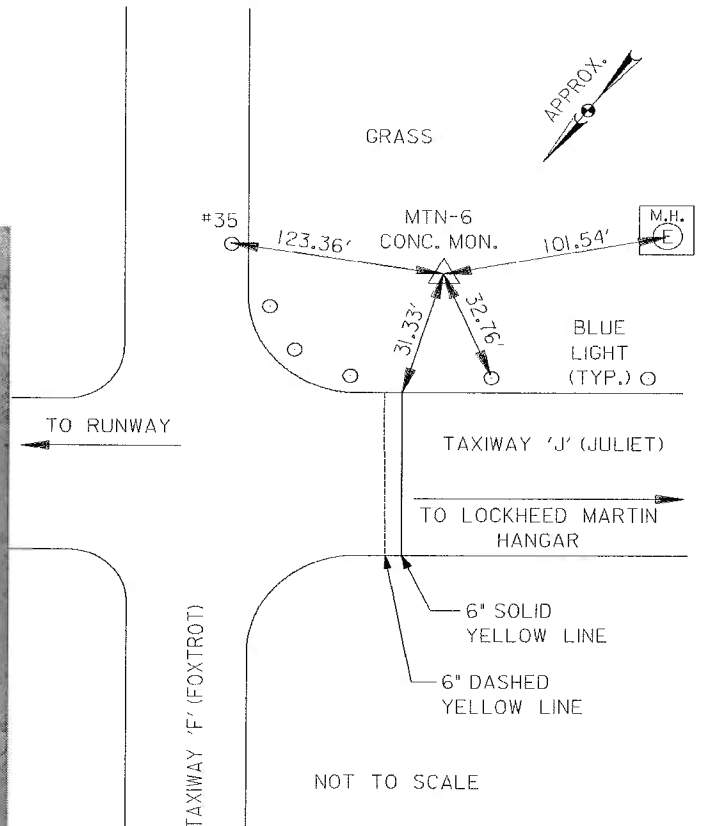 APPROX.
GRASS
#35
MTN-6
CONC. MON.
M.H.
E
123.36'
101.54'
31.33'
32.76'
BLUE
LIGHT
(TYP.)
TO RUNWAY
TAXIWAY 'J' (JULIET)
TO LOCKHEED MARTIN
HANGAR
6" SOLID
YELLOW LINE
6" DASHED
YELLOW LINE
TAXIWAY 'F' (FOXTROT)
NOT TO SCALE